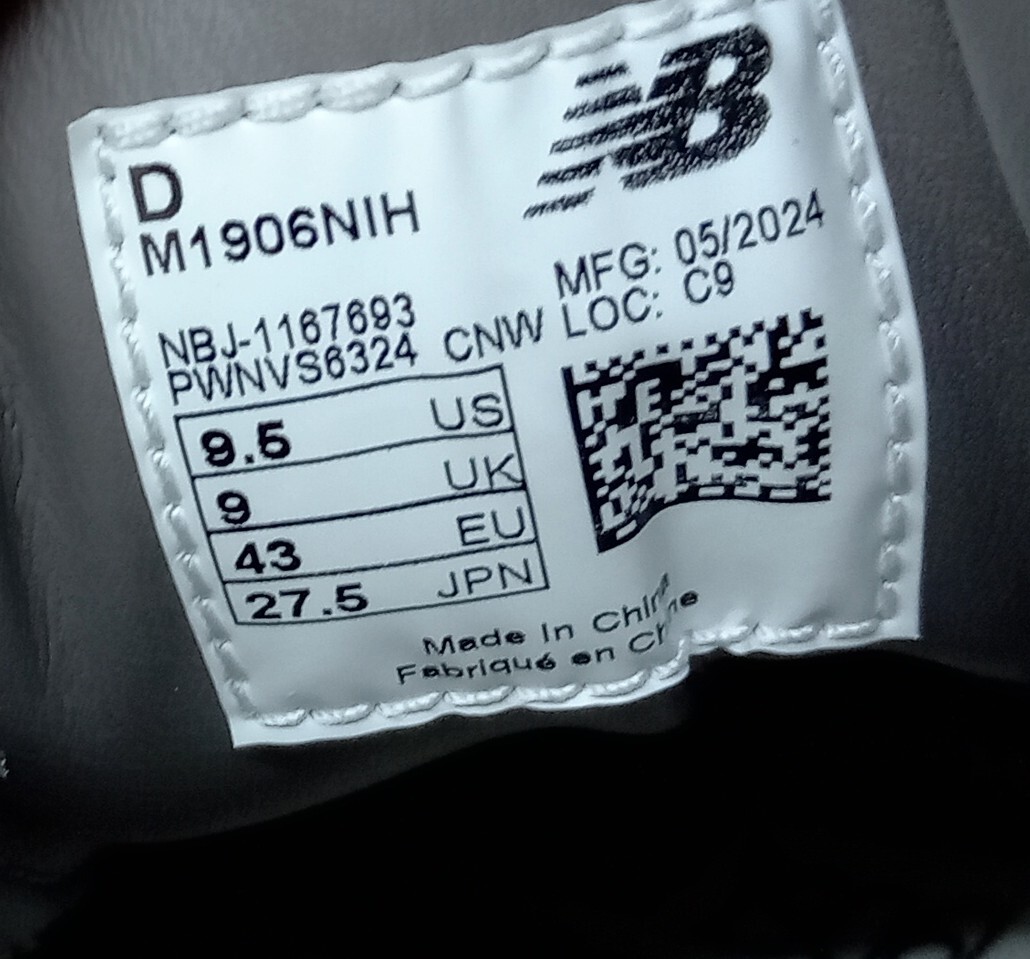 NB
D
M1906NIH
MFG: 05/2024
NBJ-1167693
LOC: C9
PWNVS6324 CNW
9.5 US
9 UK
43 EU
27.5 JPN
Made In China
Fabriqué en Chine